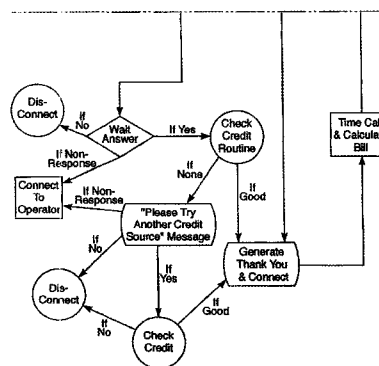 Dis-
Connect
If
No
Wait
Answer
If Yes
Check
Credit
Routine
If Non-
Response
Connect
To
Operator
If Non-
Response
If
None
If
Good
"Please Try
Another Credit
Source" Message
Time Cal
& Calculat
Bill
Generate
Thank You
& Connect
If
No
If
Yes
Dis-
Connect
If
No
Check
Credit
If
Good